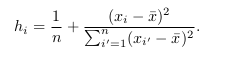 $h_i = \frac{1}{n} + \frac{(x_i - \bar{x})^2}{\sum_{i'=1}^{n}(x_{i'} - \bar{x})^2}.$